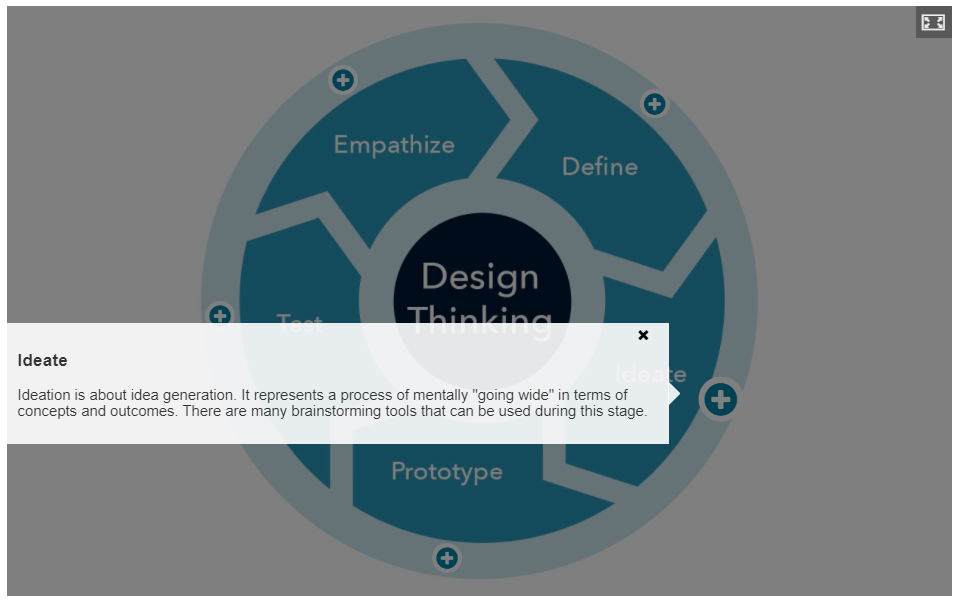 Empathize
Define
Design
Thinking
Test
Ideate
Ideate
Ideation is about idea generation. It represents a process of mentally "going wide" in terms of
concepts and outcomes. There are many brainstorming tools that can be used during this stage.
Prototype